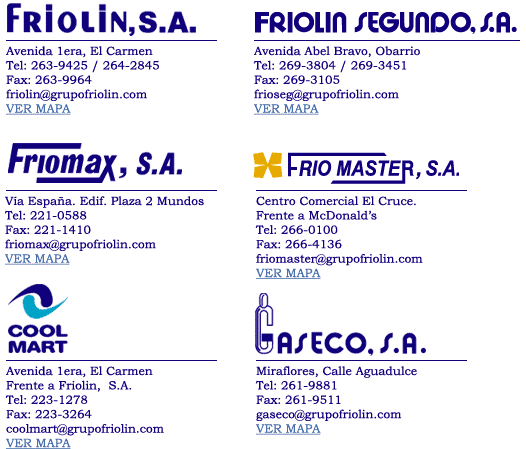 FRIOLIN, S.A.
Avenida 1era, El Carmen
Tel: 263-9425 / 264-2845
Fax: 263-9964
friolin@grupofriolin.com
VER MAPA
FRIOLIN SEGUNDO, S.A.
Avenida Abel Bravo, Obarrio
Tel: 269-3804 / 269-3451
Fax: 269-3105
frioseg@grupofriolin.com
VER MAPA
FRIOMAX, S.A.
Vía España. Edif. Plaza 2 Mundos
Tel: 221-0588
Fax: 221-1410
friomax@grupofriolin.com
VER MAPA
FRIO MASTER, S.A.
Centro Comercial El Cruce.
Frente a McDonald's
Tel: 266-0100
Fax: 266-4136
friomaster@grupofriolin.com
VER MAPA
COOL
MART
Avenida 1era, El Carmen
Frente a Friolin, S.A.
Tel: 223-1278
Fax: 223-3264
coolmart@grupofriolin.com
VER MAPA
GASECO, S.A.
Miraflores, Calle Aguadulce
Tel: 261-9881
Fax: 261-9511
gaseco@grupofriolin.com
VER MAPA